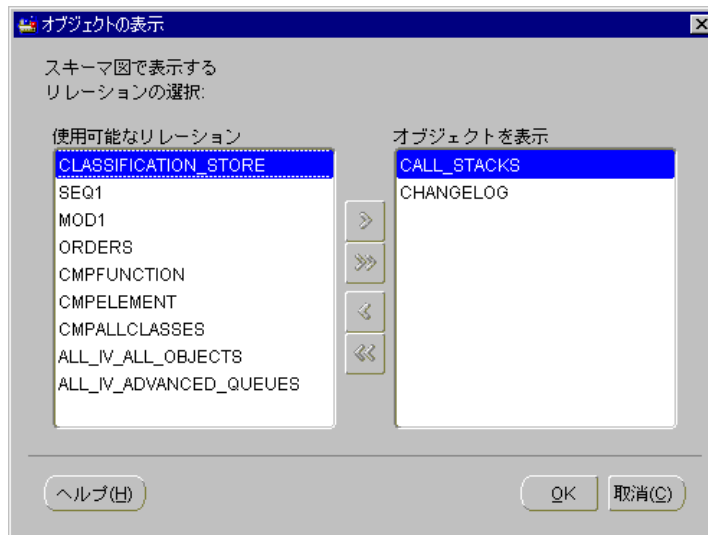 オブジェクトの表示
スキーマ図で表示する
リレーションの選択:
使用可能なリレーション
CLASSIFICATION_STORE
SEQ1
MOD1
ORDERS
CMPFUNCTION
CMPELEMENT
CMPALLCLASSES
ALL_IV_ALL_OBJECTS
ALL_IV_ADVANCED_QUEUES
オブジェクトを表示
CALL_STACKS
CHANGELOG
ヘルプ(H)
OK
取消(C)